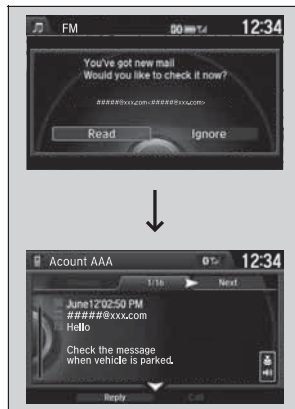 FM 12:34
You've got new mail
Would you like to check it now?
#####@xxx.com<#####@xxx.com>
Read Ignore
Acount AAA 12:34
1/16 Next
June12'02:50 PM
#####@xxx.com
Hello
Check the message
when vehicle is parked.
Reply Call